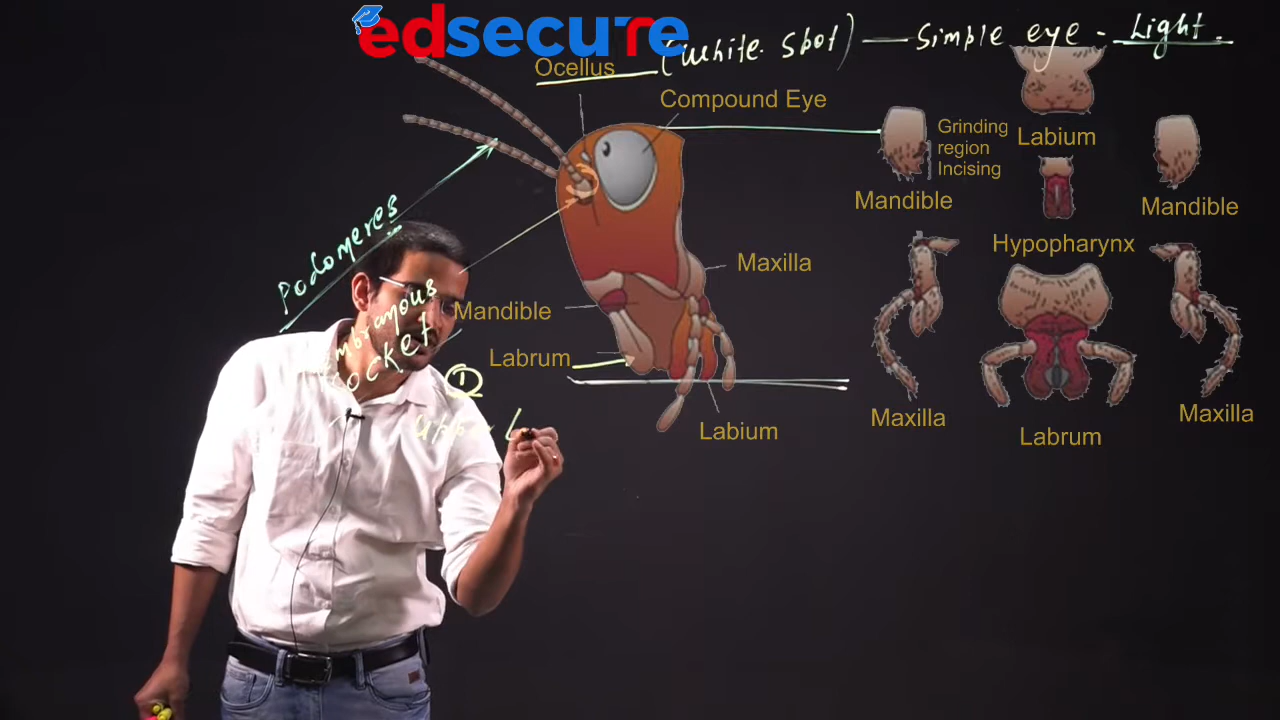 edsecure
(white spot) — Simple eye - Light.
Ocellus
Compound Eye
Grinding
region
Incising
Labium
Mandible
Mandible
Hypopharynx
Podomeres
Maxilla
Mandible
Socket
Labrum
①
Labium
Maxilla
Labrum
Maxilla